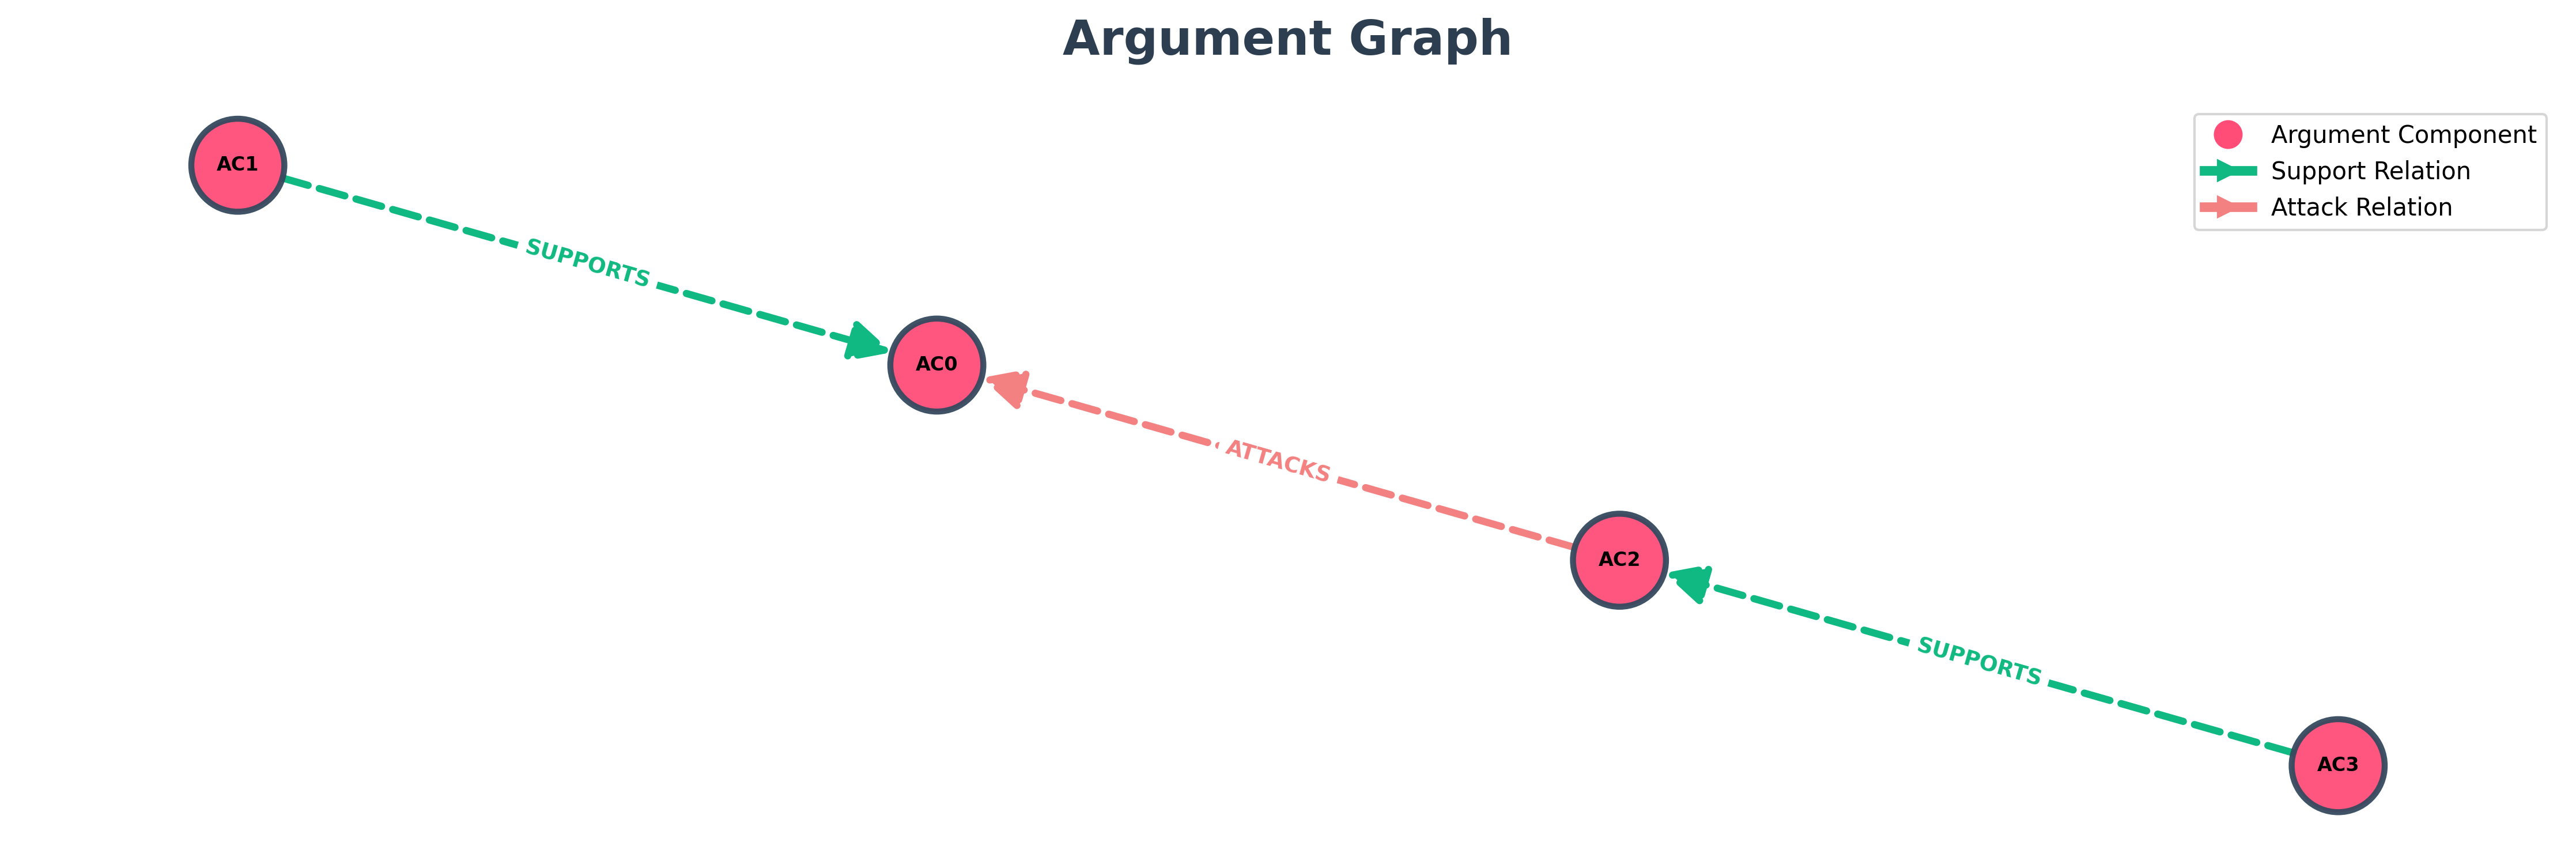 Argument Graph
AC1
Argument Component
Support Relation
Attack Relation
SUPPORTS
AC0
ATTACKS
AC2
SUPPORTS
AC3